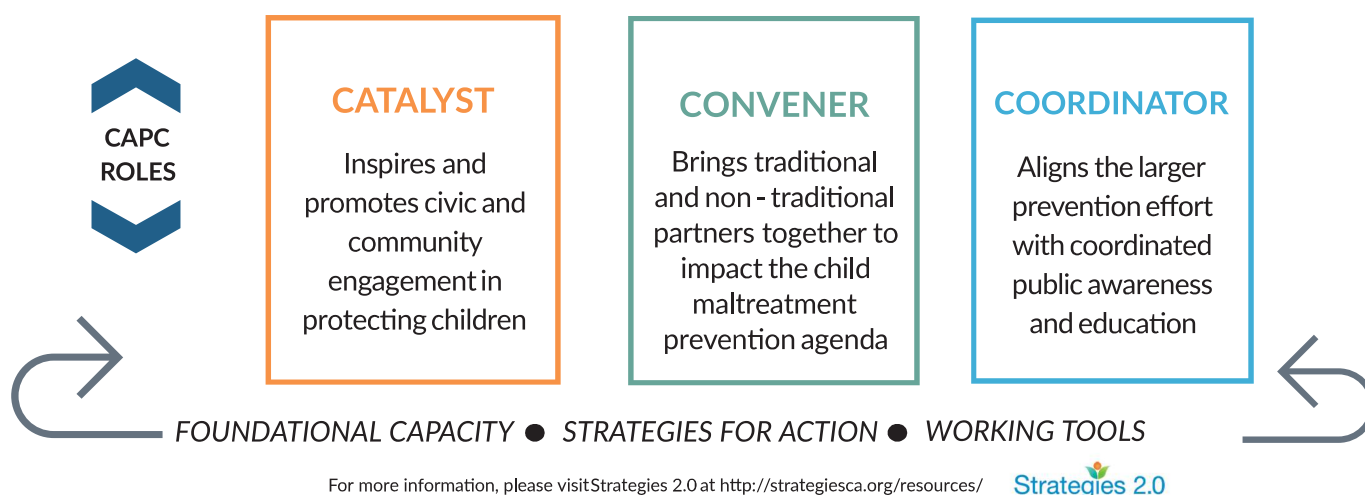 CAPC
ROLES
CATALYST
Inspires and
promotes civic and
community
engagement in
protecting children
CONVENER
Brings traditional
and non - traditional
partners together to
impact the child
maltreatment
prevention agenda
COORDINATOR
Aligns the larger
prevention effort
with coordinated
public awareness
and education
FOUNDATIONAL CAPACITY ● STRATEGIES FOR ACTION ● WORKING TOOLS
For more information, please visitStrategies 2.0 at http://strategiesca.org/resources/
Strategies 2.0